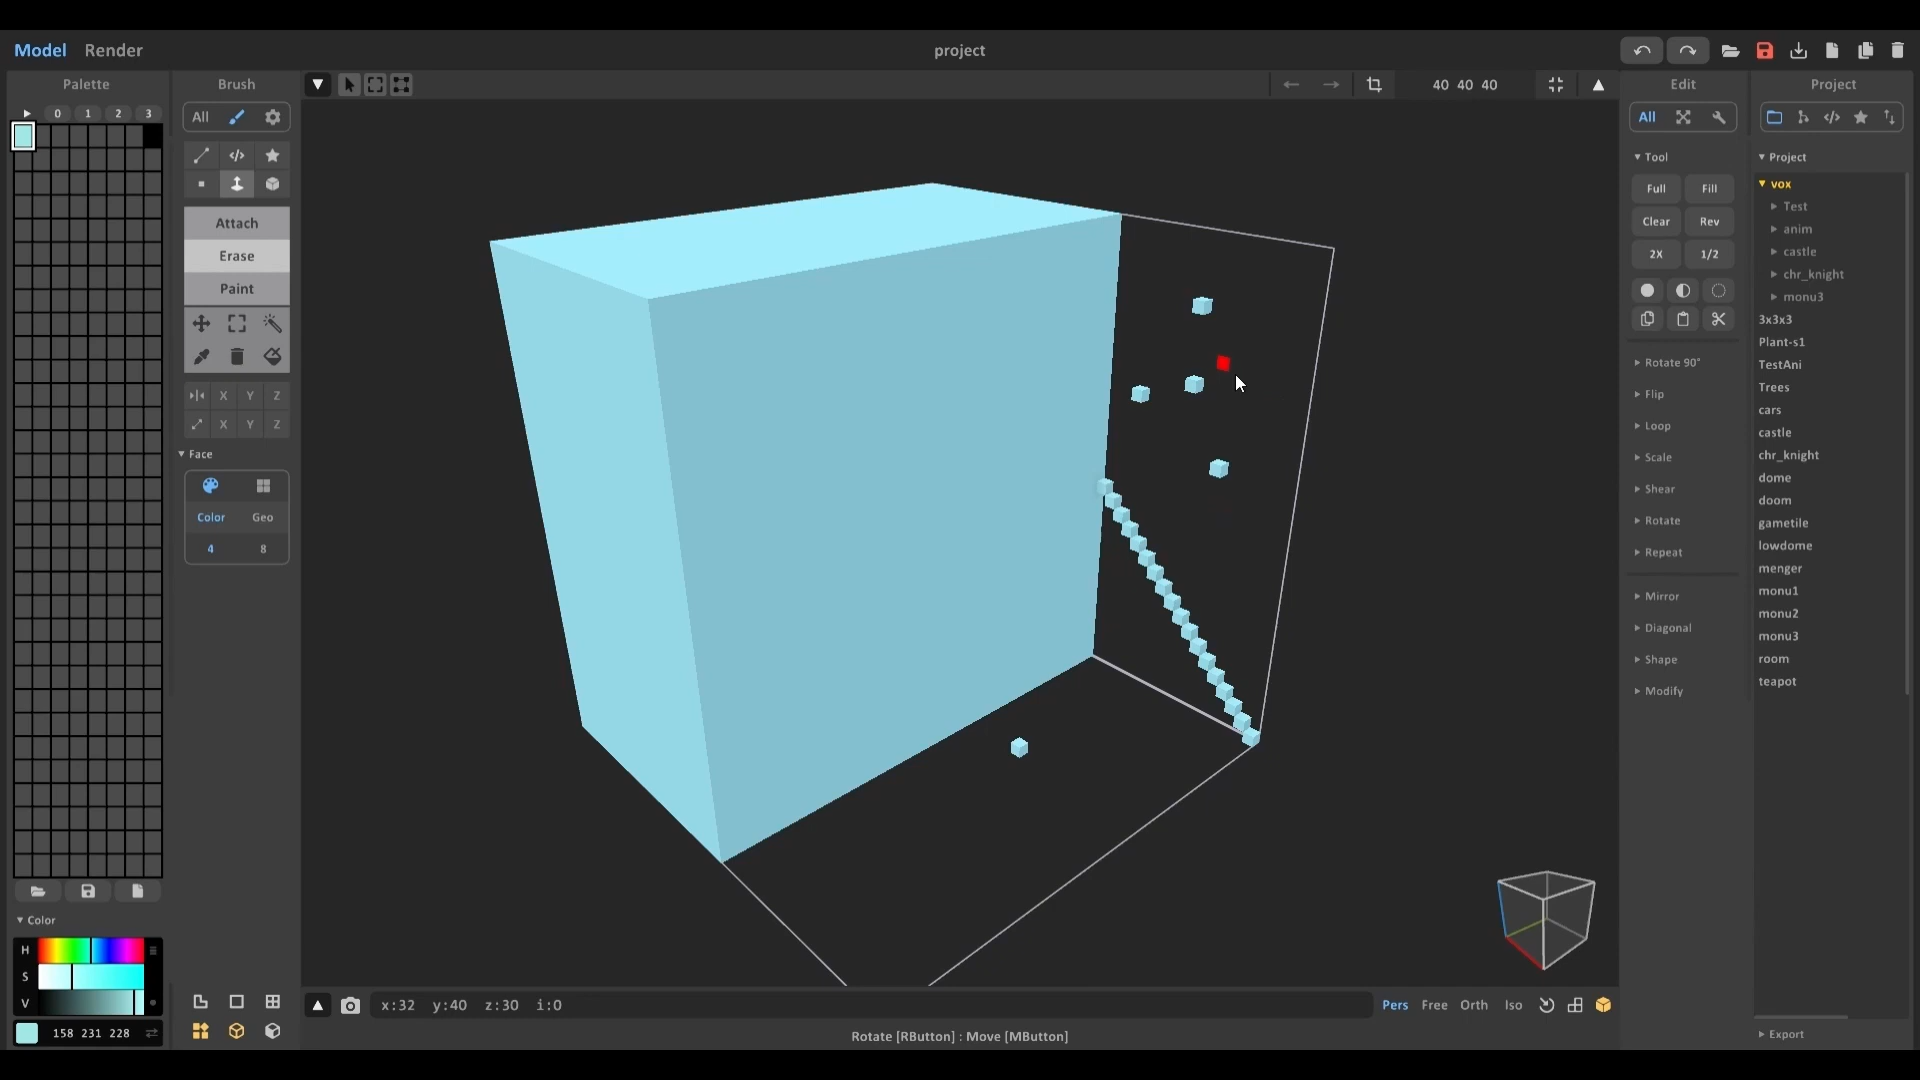 Model Render
project
Palette
Brush
40 40 40
Edit
Project
0 1 2 3
All
All
Tool
Project
Full Fill
vox
Test
Clear Rev
anim
2X 1/2
castle
chr_knight
monu3
3x3x3
Plant-s1
TestAni
Trees
cars
castle
chr_knight
dome
doom
gametile
lowdome
menger
monu1
monu2
monu3
room
teapot
Attach
Erase
Paint
X Y Z
X Y Z
Face
Color Geo
4 8
Rotate 90°
Flip
Loop
Scale
Shear
Rotate
Repeat
Mirror
Diagonal
Shape
Modify
Color
H
S
V
158 231 228
x:32 y:40 z:30 i:0
Pers Free Orth Iso
Rotate [RButton] : Move [MButton]
Export